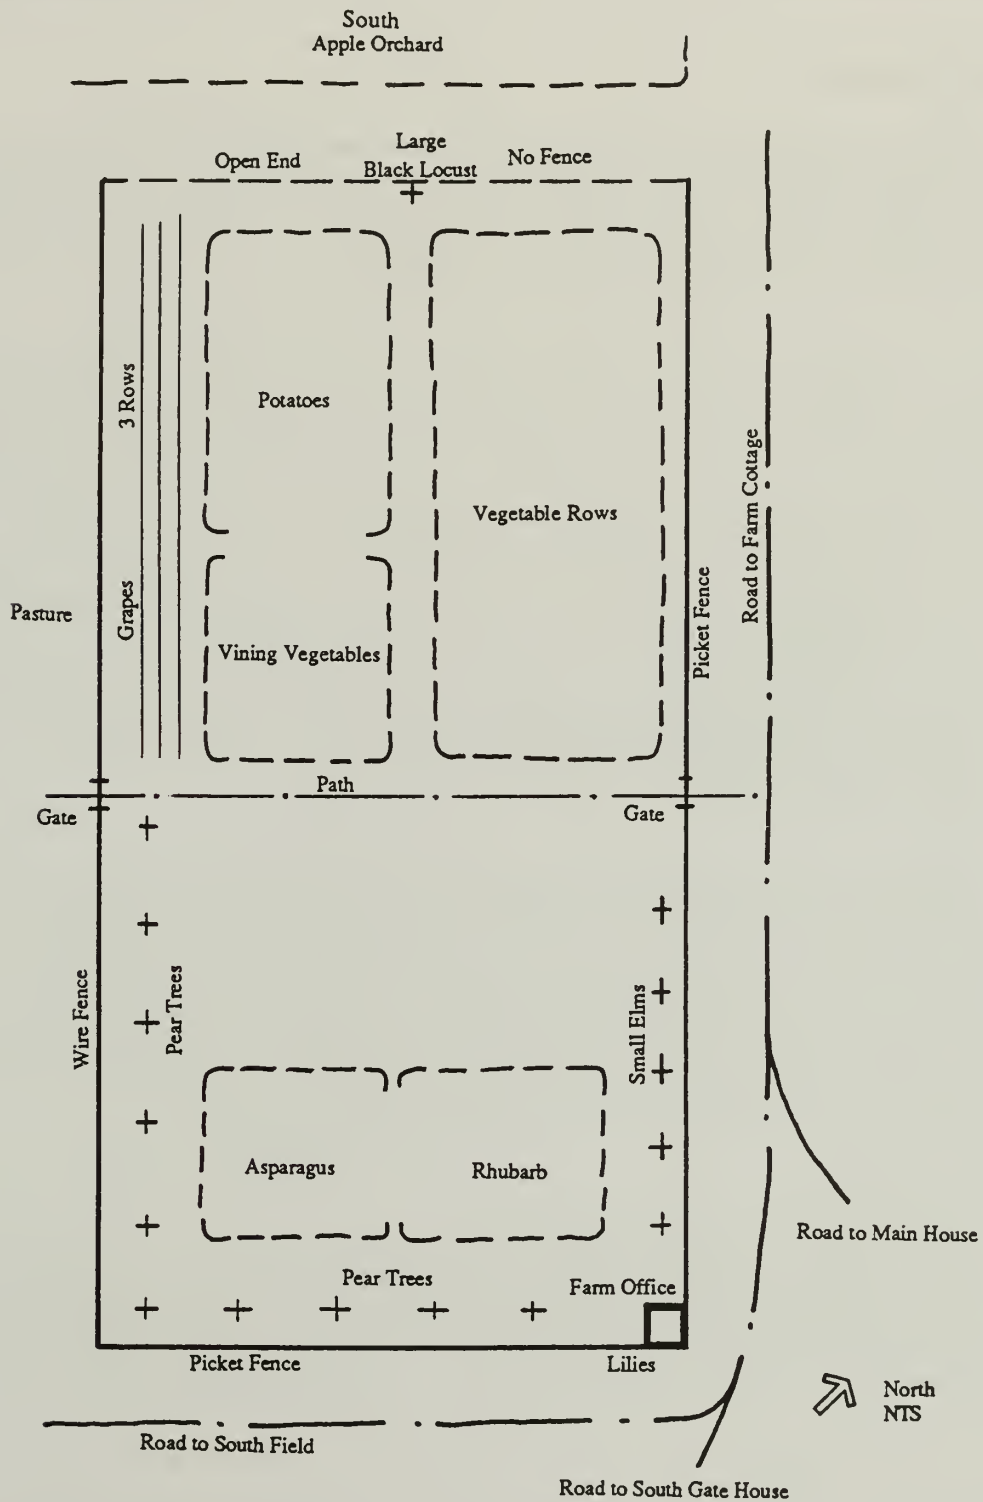 South
Apple Orchard
Large
Open End
Black Locust
No Fence
3 Rows
Potatoes
Vegetable Rows
Road to Farm Cottage
Grapes
Pasture
Picket Fence
Vining Vegetables
Path
Gate
Gate
Wire Fence
Pear Trees
Small Elms
Asparagus
Rhubarb
Road to Main House
Pear Trees
Farm Office
Picket Fence
Lilies
North
NTS
Road to South Field
Road to South Gate House